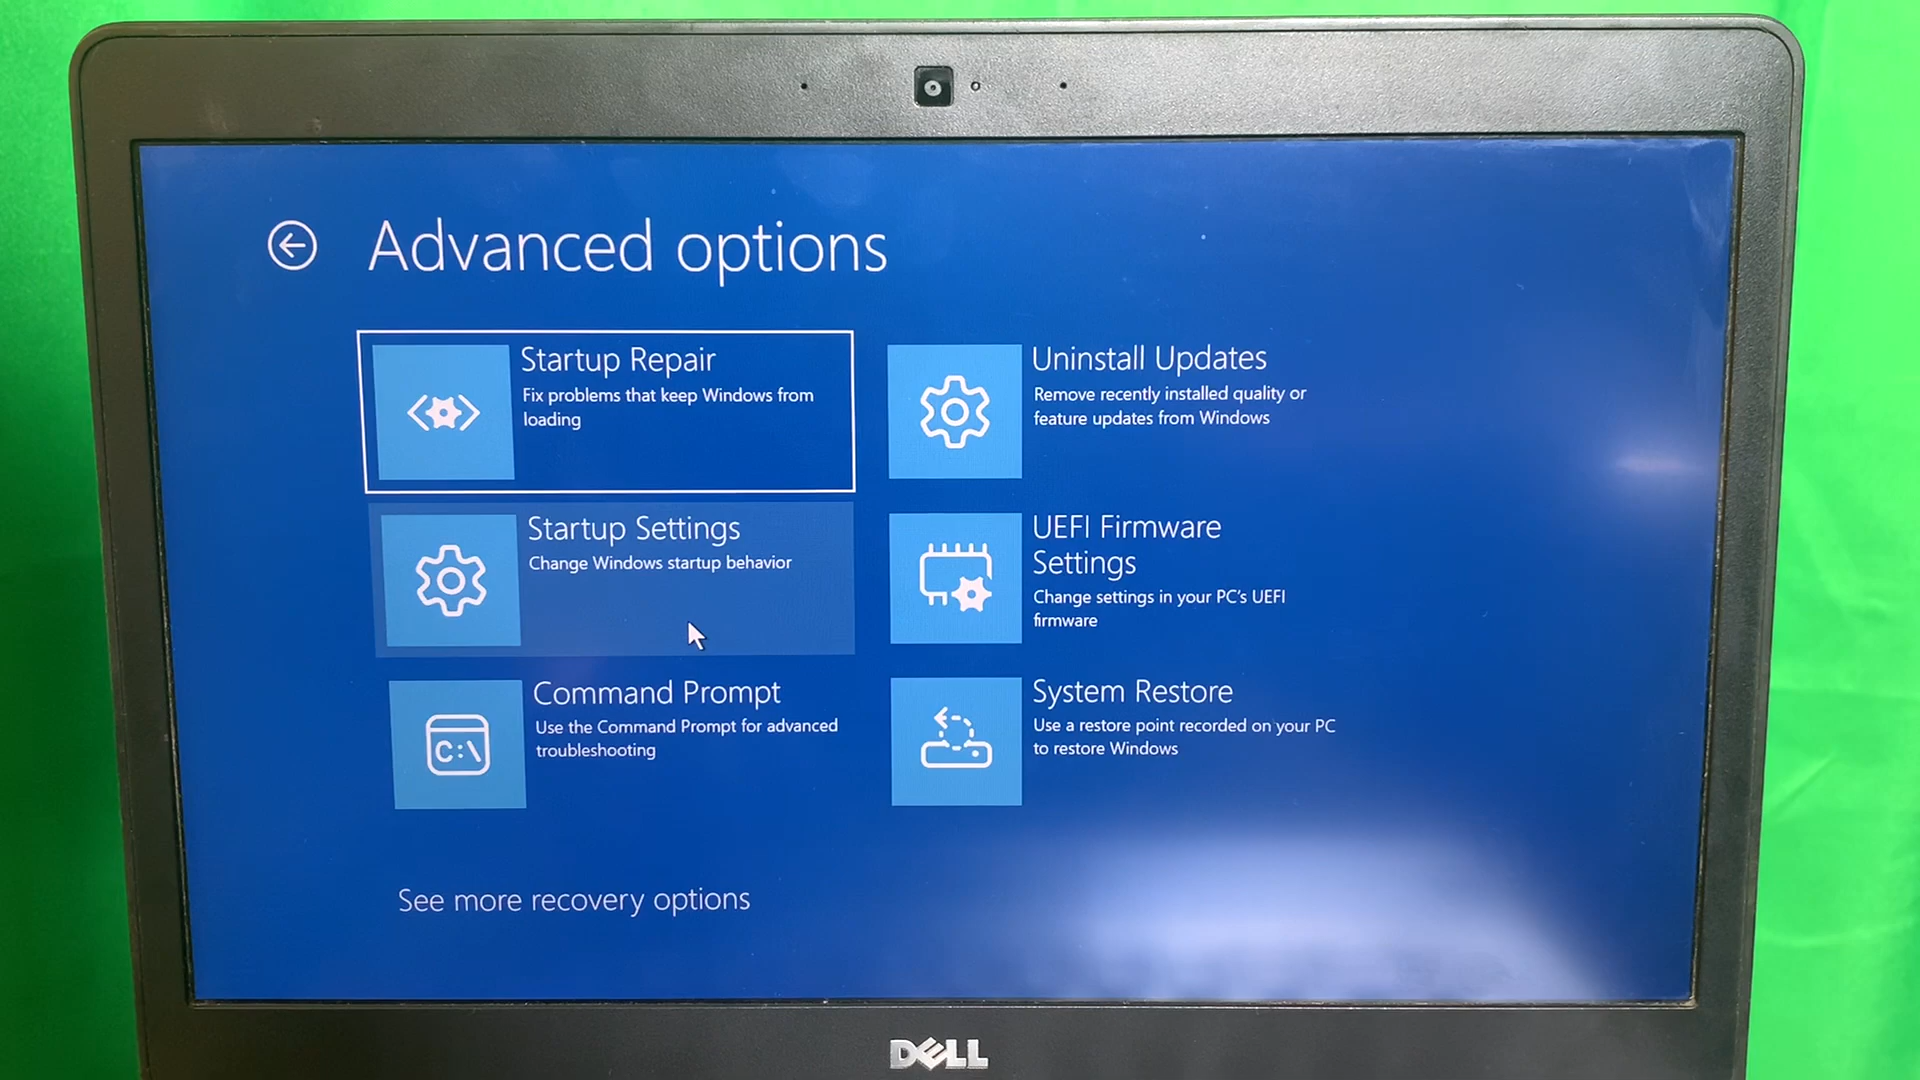 Advanced options
Startup Repair
Fix problems that keep Windows from
loading
Uninstall Updates
Remove recently installed quality or
feature updates from Windows
Startup Settings
Change Windows startup behavior
UEFI Firmware
Settings
Change settings in your PC's UEFI
firmware
C:\
Command Prompt
Use the Command Prompt for advanced
troubleshooting
System Restore
Use a restore point recorded on your PC
to restore Windows
See more recovery options
DELL